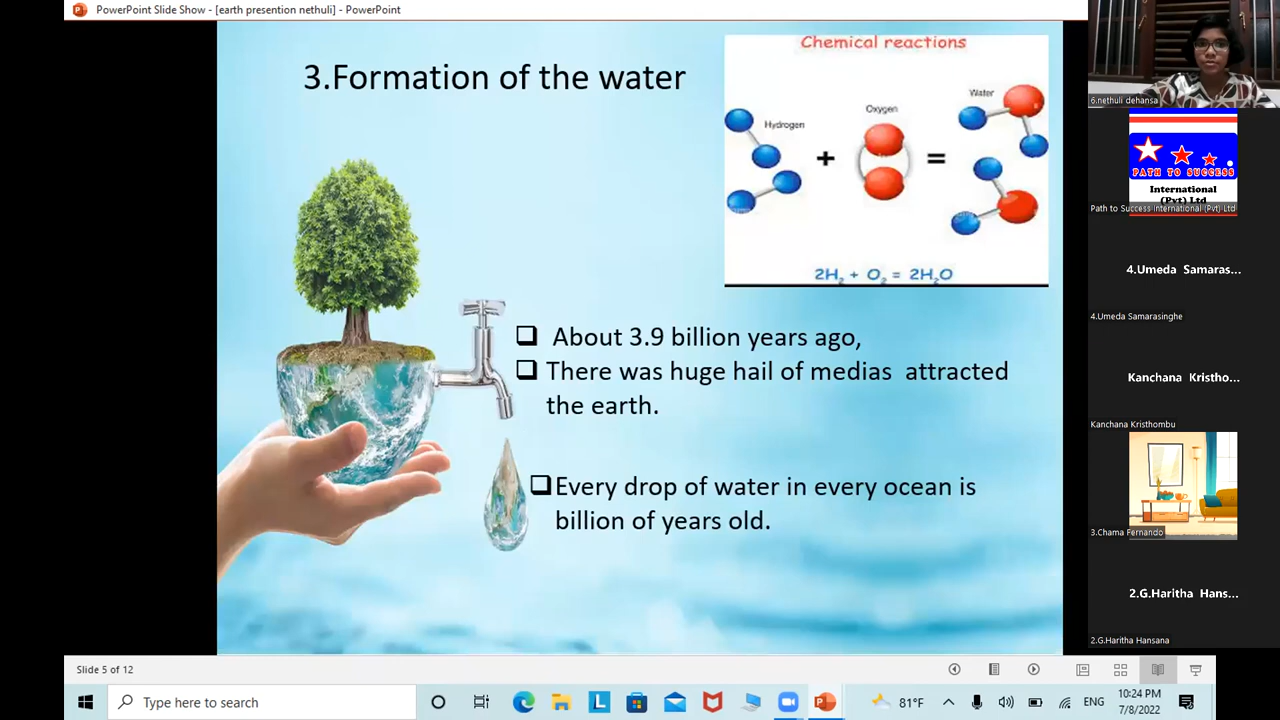 PowerPoint Slide Show - [earth presention nethuli] - PowerPoint
3.Formation of the water
Chemical reactions
Hydrogen
Oxygen
Water
+
=
2H₂ + O₂ = 2H₂O
❑ About 3.9 billion years ago,
❑ There was huge hail of medias attracted
the earth.
❑ Every drop of water in every ocean is
billion of years old.
6.nethuli dehansa
PATH TO SUCCESS
International
(Pvt) Ltd
Path to Success International (Pvt) Ltd
4.Umeda Samaras...
4.Umeda Samarasinghe
Kanchana Kristho...
Kanchana Kristhombu
3.Chama Fernando
2.G.Haritha Hans...
2.G.Haritha Hansana
Slide 5 of 12
Type here to search
L
81°F
ENG
10:24 PM
7/8/2022